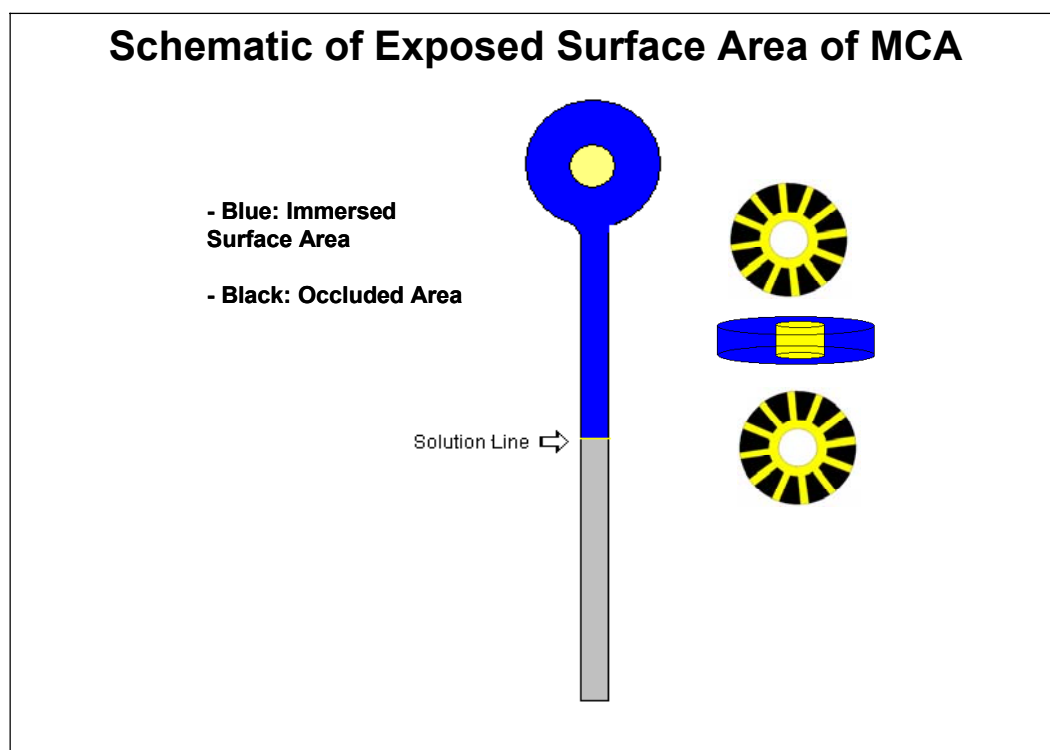 Schematic of Exposed Surface Area of MCA
- Blue: Immersed
Surface Area
- Black: Occluded Area
Solution Line